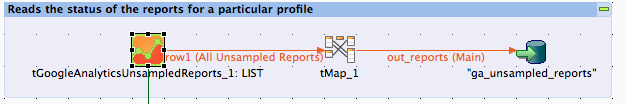 Reads the status of the reports for a particular profile
row1 (All Unsampled Reports)
out_reports (Main)
tGoogleAnalyticsUnsampledReports_1: LIST
tMap_1
"ga_unsampled_reports"